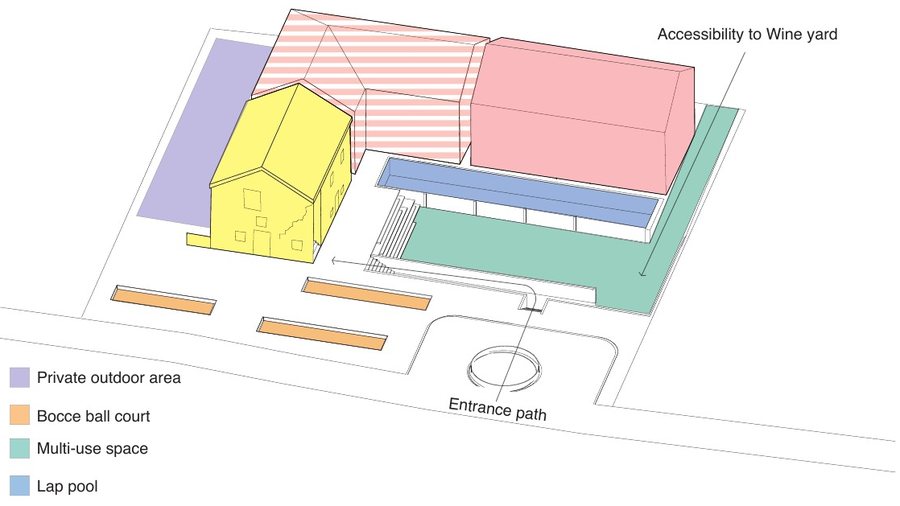 Accessibility to Wine yard
Entrance path
Private outdoor area
Bocce ball court
Multi-use space
Lap pool